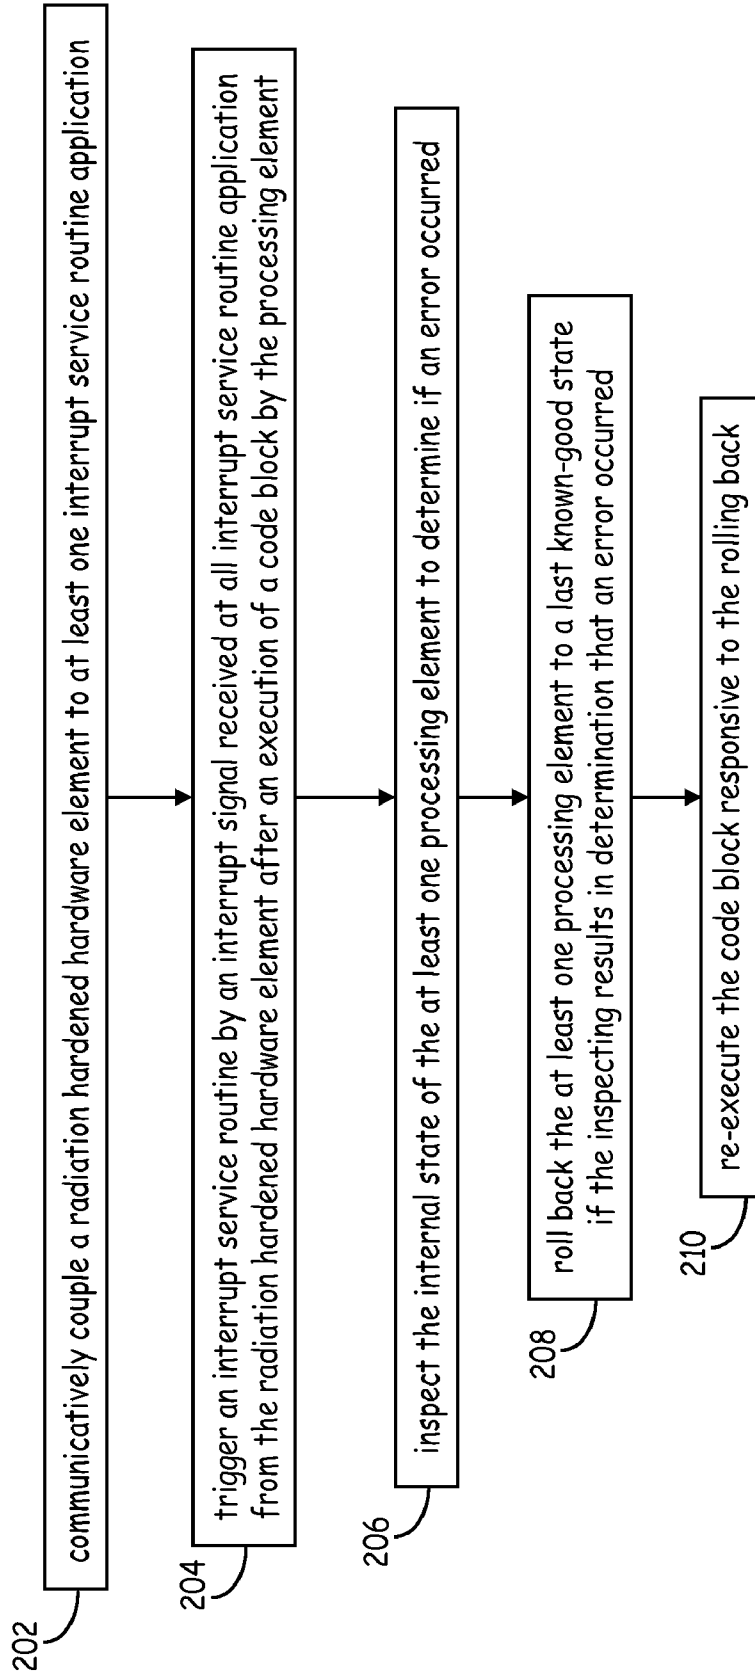 202
communicatively couple a radiation hardened hardware element to at least one interrupt service routine application
204
trigger an interrupt service routine by an interrupt signal received at all interrupt service routine application
from the radiation hardened hardware element after an execution of a code block by the processing element
206
inspect the internal state of the at least one processing element to determine if an error occurred
208
roll back the at least one processing element to a last known-good state
if the inspecting results in determination that an error occurred
210
re-execute the code block responsive to the rolling back